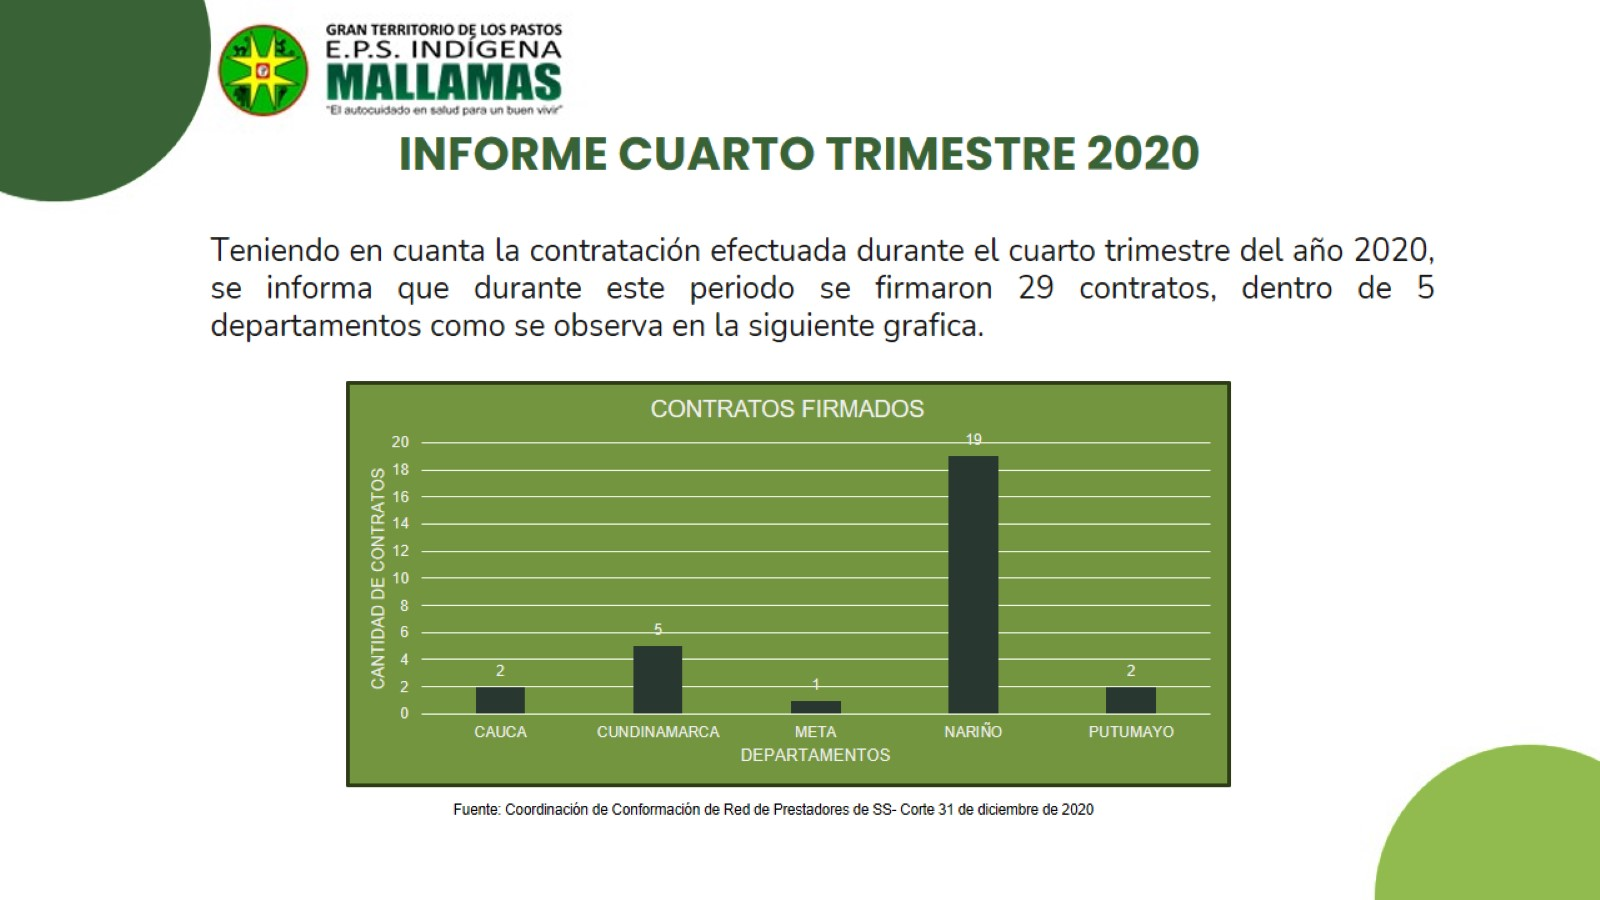 GRAN TERRITORIO DE LOS PASTOS
E.P.S. INDÍGENA
MALLAMAS
"El autocuidado en salud para un buen vivir"
INFORME CUARTO TRIMESTRE 2020
Teniendo en cuanta la contratación efectuada durante el cuarto trimestre del año 2020,
se informa que durante este periodo se firmaron 29 contratos, dentro de 5
departamentos como se observa en la siguiente grafica.
CONTRATOS FIRMADOS
CANTIDAD DE CONTRATOS
20
18
16
14
12
10
8
6
4
2
0
2
5
1
19
2
CAUCA
CUNDINAMARCA
META
NARIÑO
PUTUMAYO
DEPARTAMENTOS
Fuente: Coordinación de Conformación de Red de Prestadores de SS- Corte 31 de diciembre de 2020